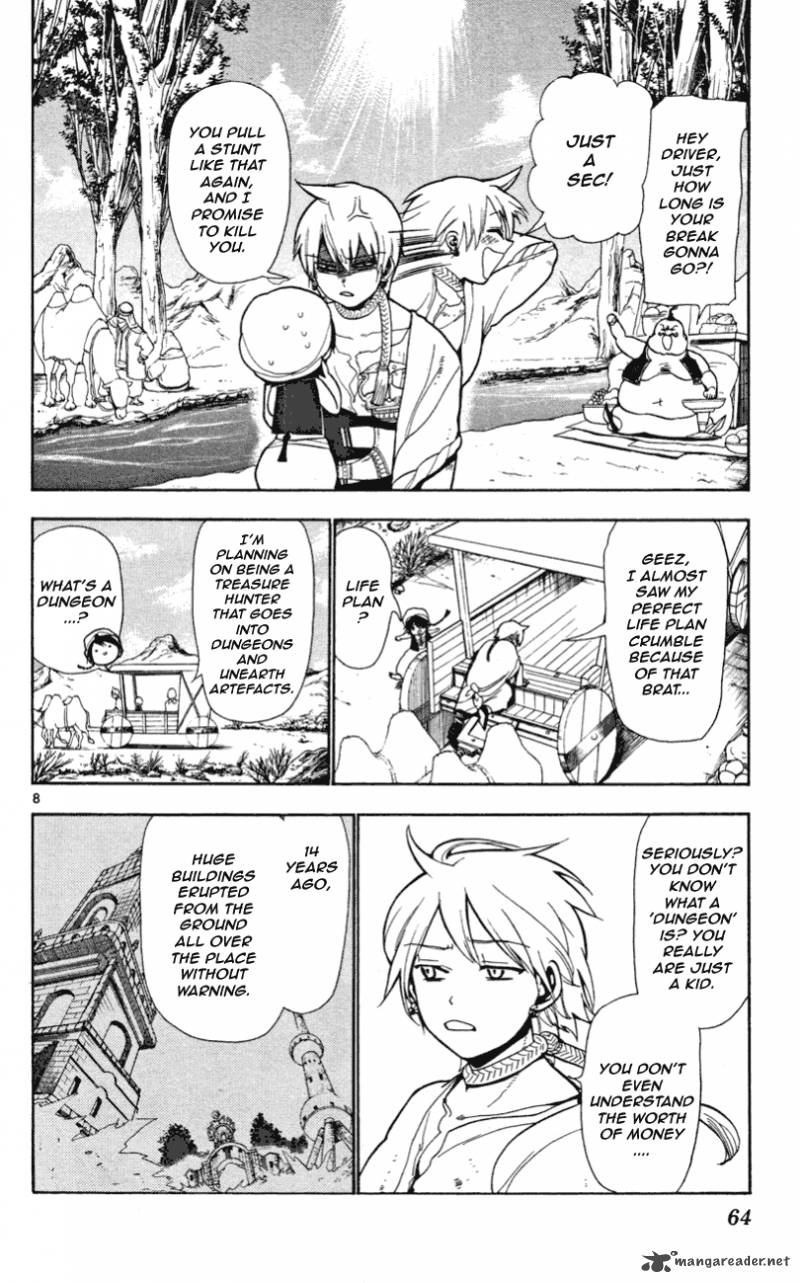 HEY
DRIVER,
JUST
HOW
LONG IS
YOUR
BREAK
GONNA
GO?!
JUST
A
SEC!
YOU PULL
A STUNT
LIKE THAT
AGAIN,
AND I
PROMISE
TO KILL
YOU.
GEEZ,
I ALMOST
SAW MY
PERFECT
LIFE PLAN
CRUMBLE
BECAUSE
OF THAT
BRAT...
LIFE
PLAN
?
I'M
PLANNING
ON BEING A
TREASURE
HUNTER
THAT GOES
INTO
DUNGEONS
AND
UNEARTH
ARTEFACTS.
WHAT'S A
DUNGEON
....?
8
SERIOUSLY?
YOU DON'T
KNOW
WHAT A
'DUNGEON'
IS? YOU
REALLY
ARE JUST
A KID.
YOU DON'T
EVEN
UNDERSTAND
THE WORTH
OF MONEY
....
14
YEARS
AGO,
HUGE
BUILDINGS
ERUPTED
FROM THE
GROUND
ALL OVER
THE PLACE
WITHOUT
WARNING.
64
mangareader.net